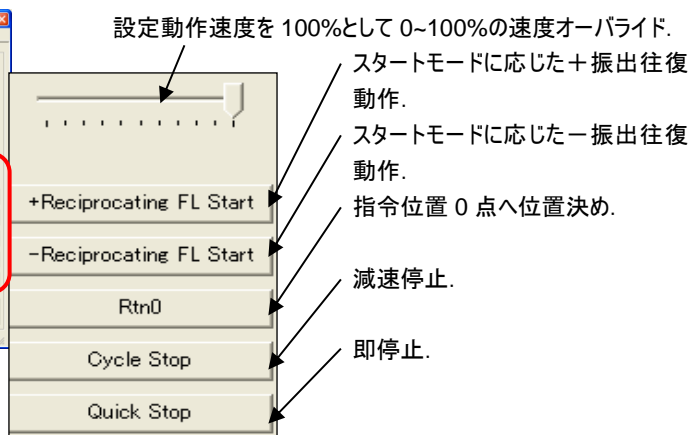 設定動作速度を 100%として 0~100%の速度オーバライド.
スタートモードに応じた＋振出往復
動作.
スタートモードに応じた－振出往復
動作.
+Reciprocating FL Start
指令位置 0 点へ位置決め.
-Reciprocating FL Start
減速停止.
Rtn0
即停止.
Cycle Stop
Quick Stop